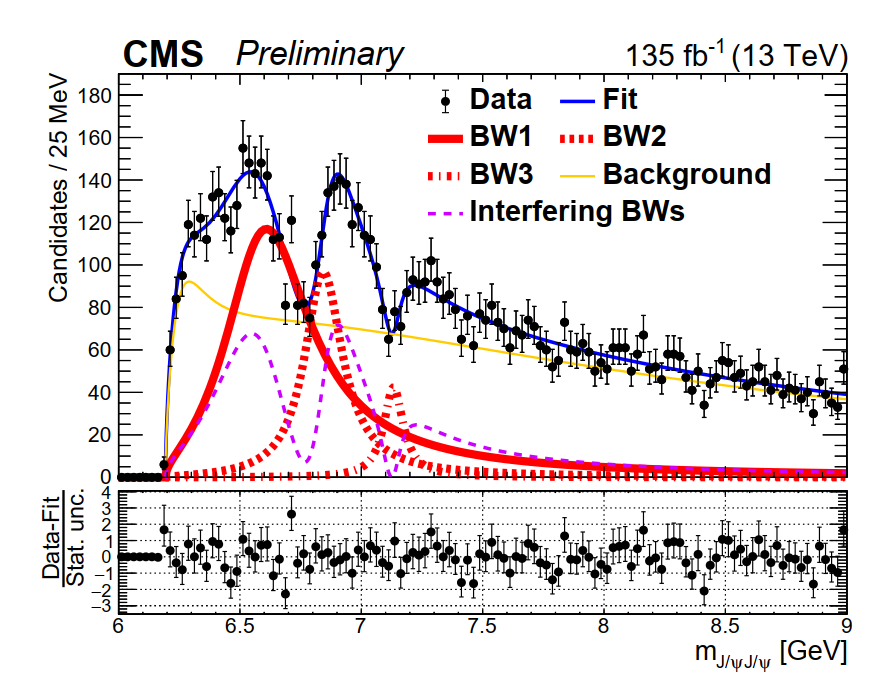 CMS Preliminary 135 fb-1 (13 TeV)
Candidates / 25 MeV
180
160
140
120
100
80
60
40
20
0
Data Fit
BW1 BW2
BW3 Background
Interfering BWs
Data-Fit
Stat. unc.
4
3
2
1
0
−1
−2
−3
6 6.5 7 7.5 8 8.5 9
mJ/ψJ/ψ [GeV]